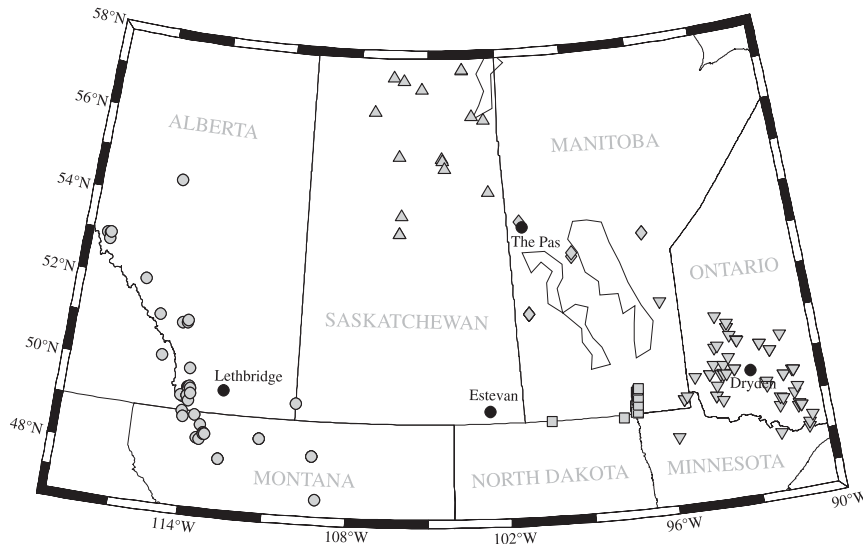 58°N
56°N
ALBERTA
MANITOBA
54°N
The Pas
52°N
ONTARIO
SASKATCHEWAN
50°N
Lethbridge
Dryden
Estevan
48°N
MONTANA
NORTH DAKOTA
MINNESOTA
114°W
108°W
102°W
96°W
90°W